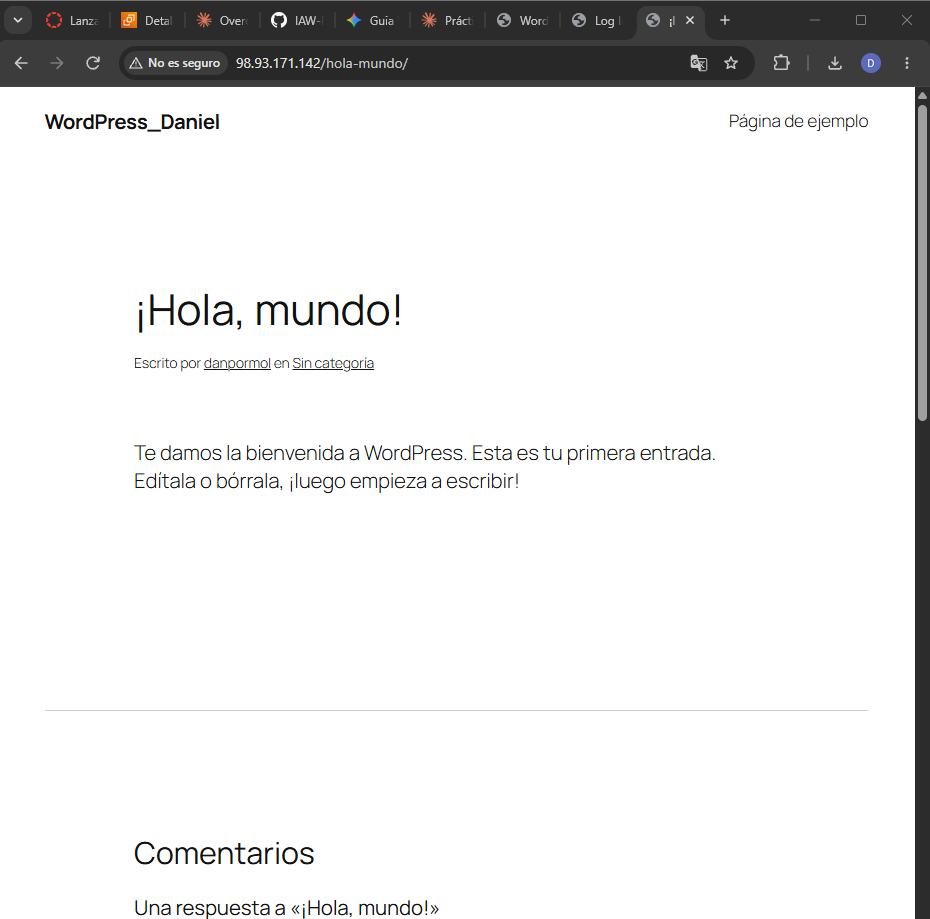 Lanza
Detal
Over
IAW-
Guia
Práct
Word
Log I
¡I
No es seguro
98.93.171.142/hola-mundo/
D
WordPress_Daniel
Página de ejemplo
¡Hola, mundo!
Escrito por danpormol en Sin categoría
Te damos la bienvenida a WordPress. Esta es tu primera entrada.
Edítala o bórrala, ¡luego empieza a escribir!
Comentarios
Una respuesta a «¡Hola, mundo!»